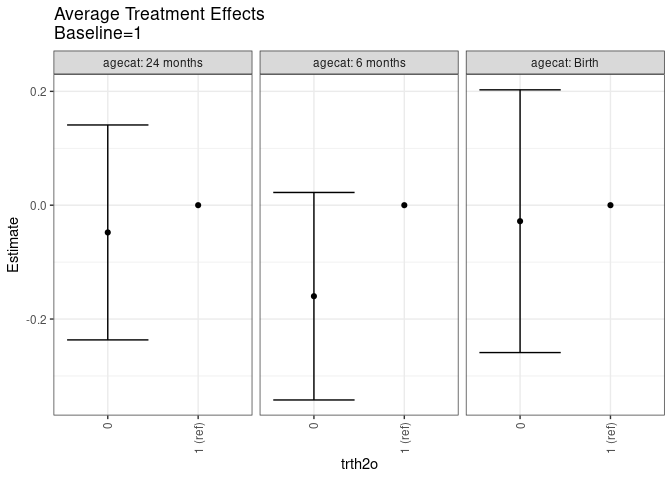 Average Treatment Effects
Baseline=1
agecat: 24 months
agecat: 6 months
agecat: Birth
0.2
0.0
-0.2
Estimate
0
1 (ref)
0
1 (ref)
0
1 (ref)
trth2o